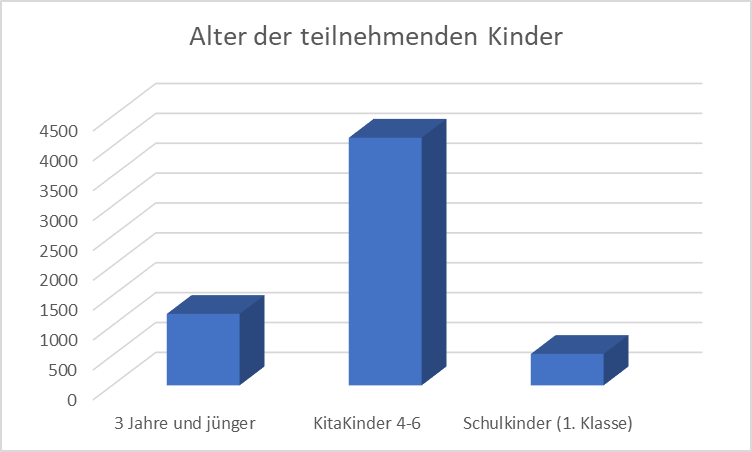 Alter der teilnehmenden Kinder
4500
4000
3500
3000
2500
2000
1500
1000
500
0
3 Jahre und jünger
KitaKinder 4-6
Schulkinder (1. Klasse)